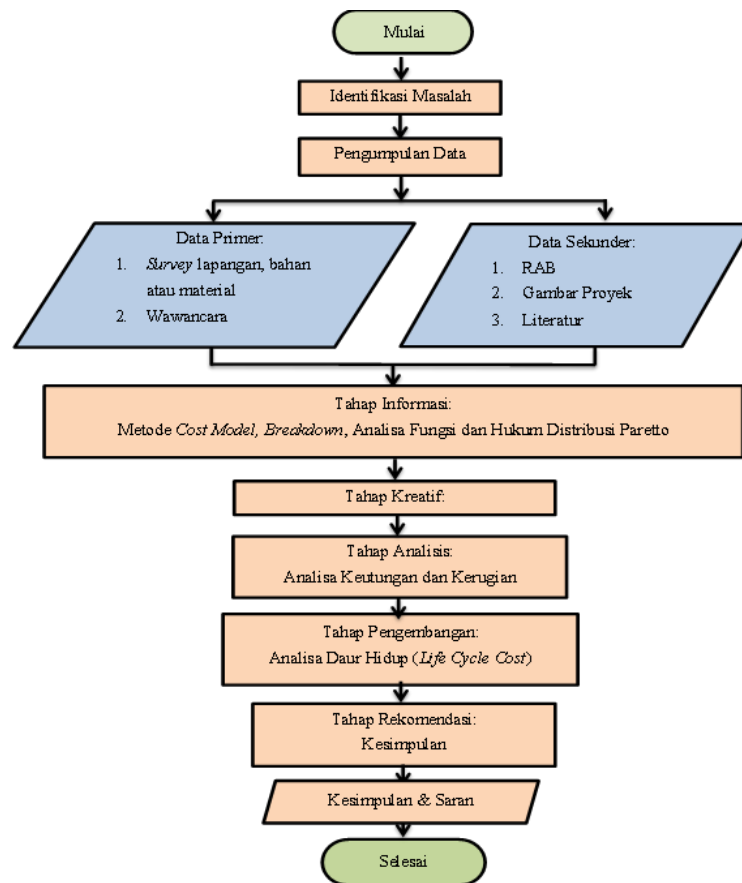 Mulai
Identifikasi Masalah
Pengumpulan Data
Data Primer:
1. Survey lapangan, bahan
atau material
2. Wawancara
Data Sekunder:
1. RAB
2. Gambar Proyek
3. Literatur
Tahap Informasi:
Metode Cost Model, Breakdown, Analisa Fungsi dan Hukum Distribusi Paretto
Tahap Kreatif:
Tahap Analisis:
Analisa Keutungan dan Kerugian
Tahap Pengembangan:
Analisa Daur Hidup (Life Cycle Cost)
Tahap Rekomendasi:
Kesimpulan
Kesimpulan & Saran
Selesai